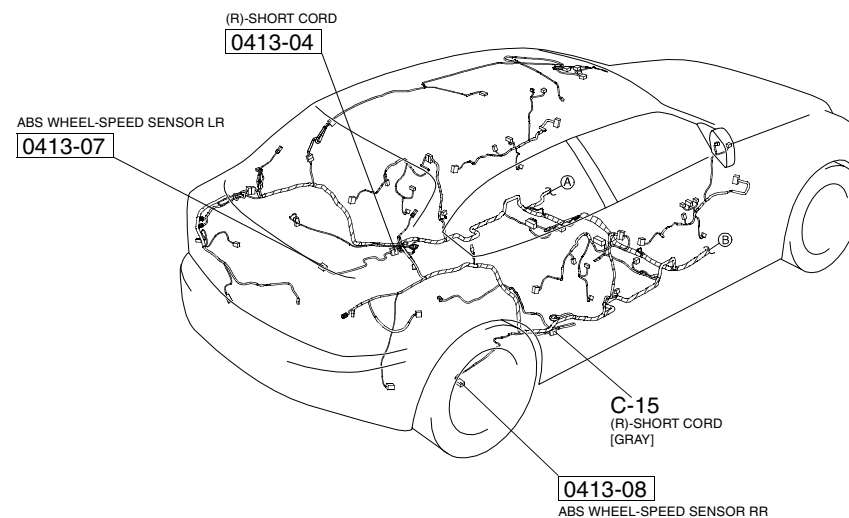 (R)-SHORT CORD
0413-04
ABS WHEEL-SPEED SENSOR LR
0413-07
A
B
C-15
(R)-SHORT CORD
[GRAY]
0413-08
ABS WHEEL-SPEED SENSOR RR